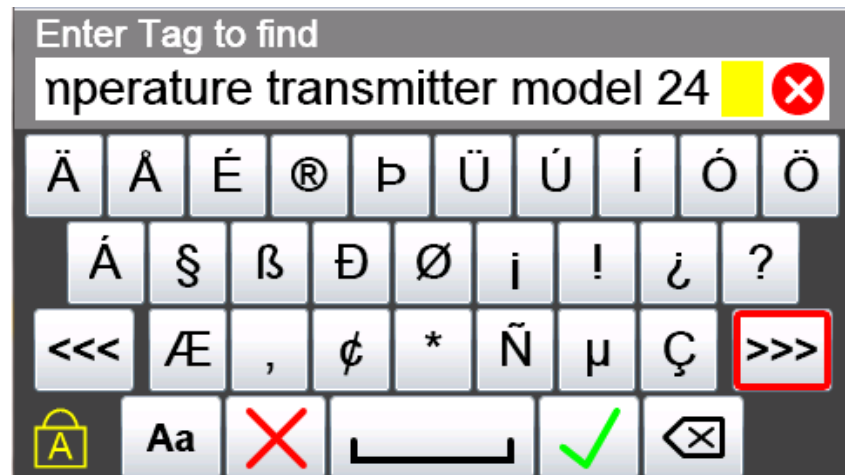 Enter Tag to find
nperature transmitter model 24
Ä Å É ® Þ Ü Ú Í Ó Ö
Á § ß Ð Ø ¡ ! ¿ ?
<<< Æ , ¢ * Ñ µ Ç >>>
A Aa